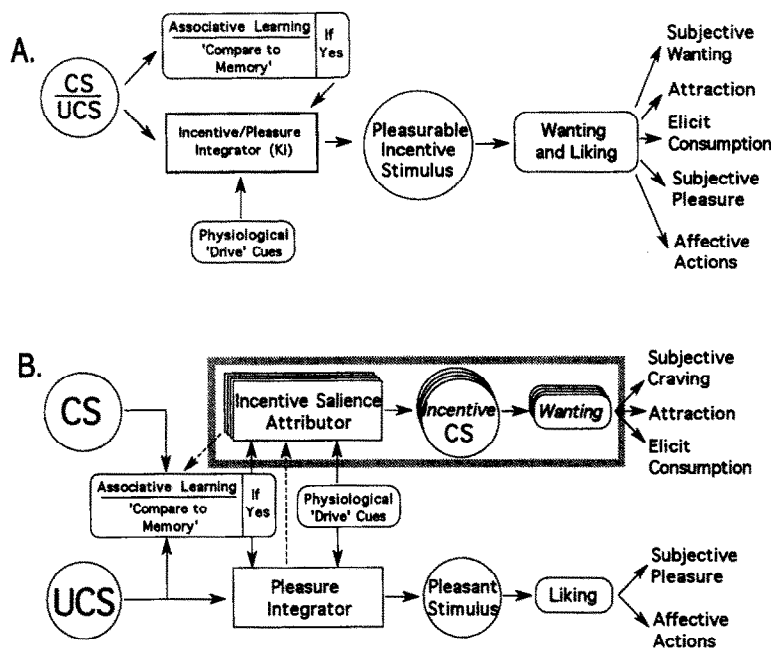 A.
CS
UCS
Associative Learning
'Compare to
Memory'
If
Yes
Incentive/Pleasure
Integrator (Ki)
Physiological
'Drive' Cues
Pleasurable
Incentive
Stimulus
Wanting
and Liking
Subjective
Wanting
Attraction
Elicit
Consumption
Subjective
Pleasure
Affective
Actions
B.
CS
Incentive Salience
Attributor
Incentive
CS
Wanting
Subjective
Craving
Attraction
Elicit
Consumption
Associative Learning
'Compare to
Memory'
If
Yes
Physiological
'Drive' Cues
UCS
Pleasure
Integrator
Pleasant
Stimulus
Liking
Subjective
Pleasure
Affective
Actions